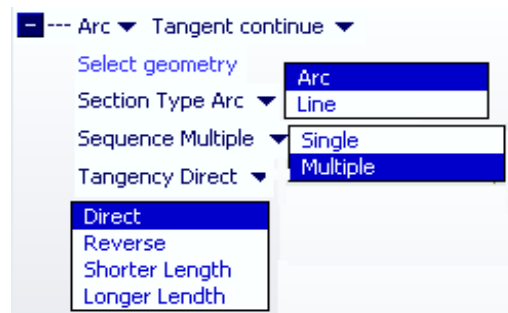 Arc Tangent continue
Select geometry
Arc
Section Type Arc
Line
Sequence Multiple
Single
Multiple
Tangency Direct
Direct
Reverse
Shorter Length
Longer Lendth